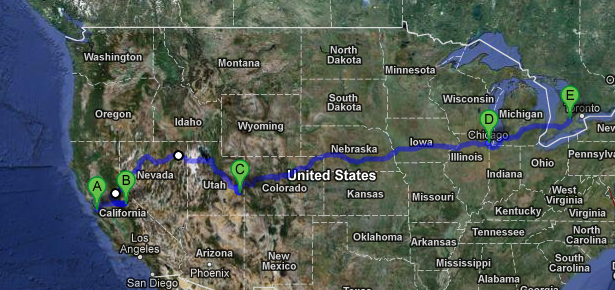 Washington
Montana
North
Dakota
Minnesota
Oregon
Idaho
South
Dakota
Wisconsin
Michigan
Toronto
Wyoming
Chicago
Nebraska
Iowa
Nevada
Utah
United States
Colorado
Illinois
Indiana
Ohio
Pennsylv
Kansas
Missouri
West
Virginia
Virginia
Kentucky
California
Los
Angeles
San Diego
Arizona
Phoenix
New
Mexico
Oklahoma
Arkansas
Tennessee
North
Carolina
Mississippi
Alabama
South
Carolina
Georgia
A
B
C
D
E